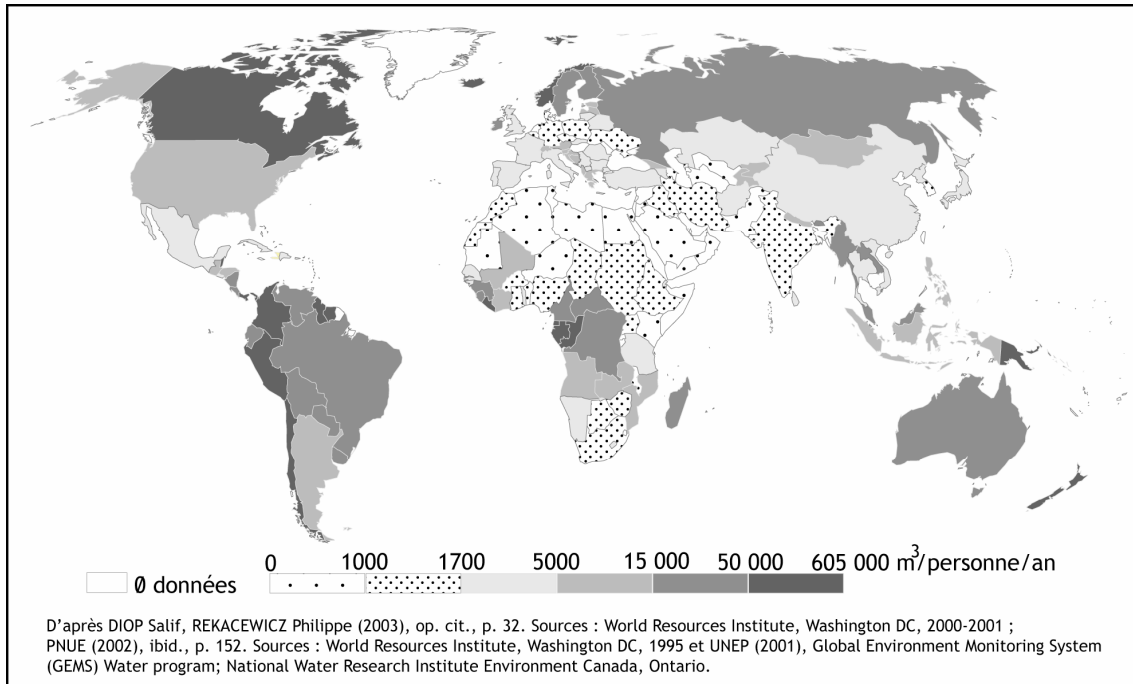 0 1000 1700 5000 15 000 50 000 605 000 m³/personne/an
Ø données
D'après DIOP Salif, REKACEWICZ Philippe (2003), op. cit., p. 32. Sources : World Resources Institute, Washington DC, 2000-2001 ;
PNUE (2002), ibid., p. 152. Sources : World Resources Institute, Washington DC, 1995 et UNEP (2001), Global Environment Monitoring System
(GEMS) Water program; National Water Research Institute Environment Canada, Ontario.